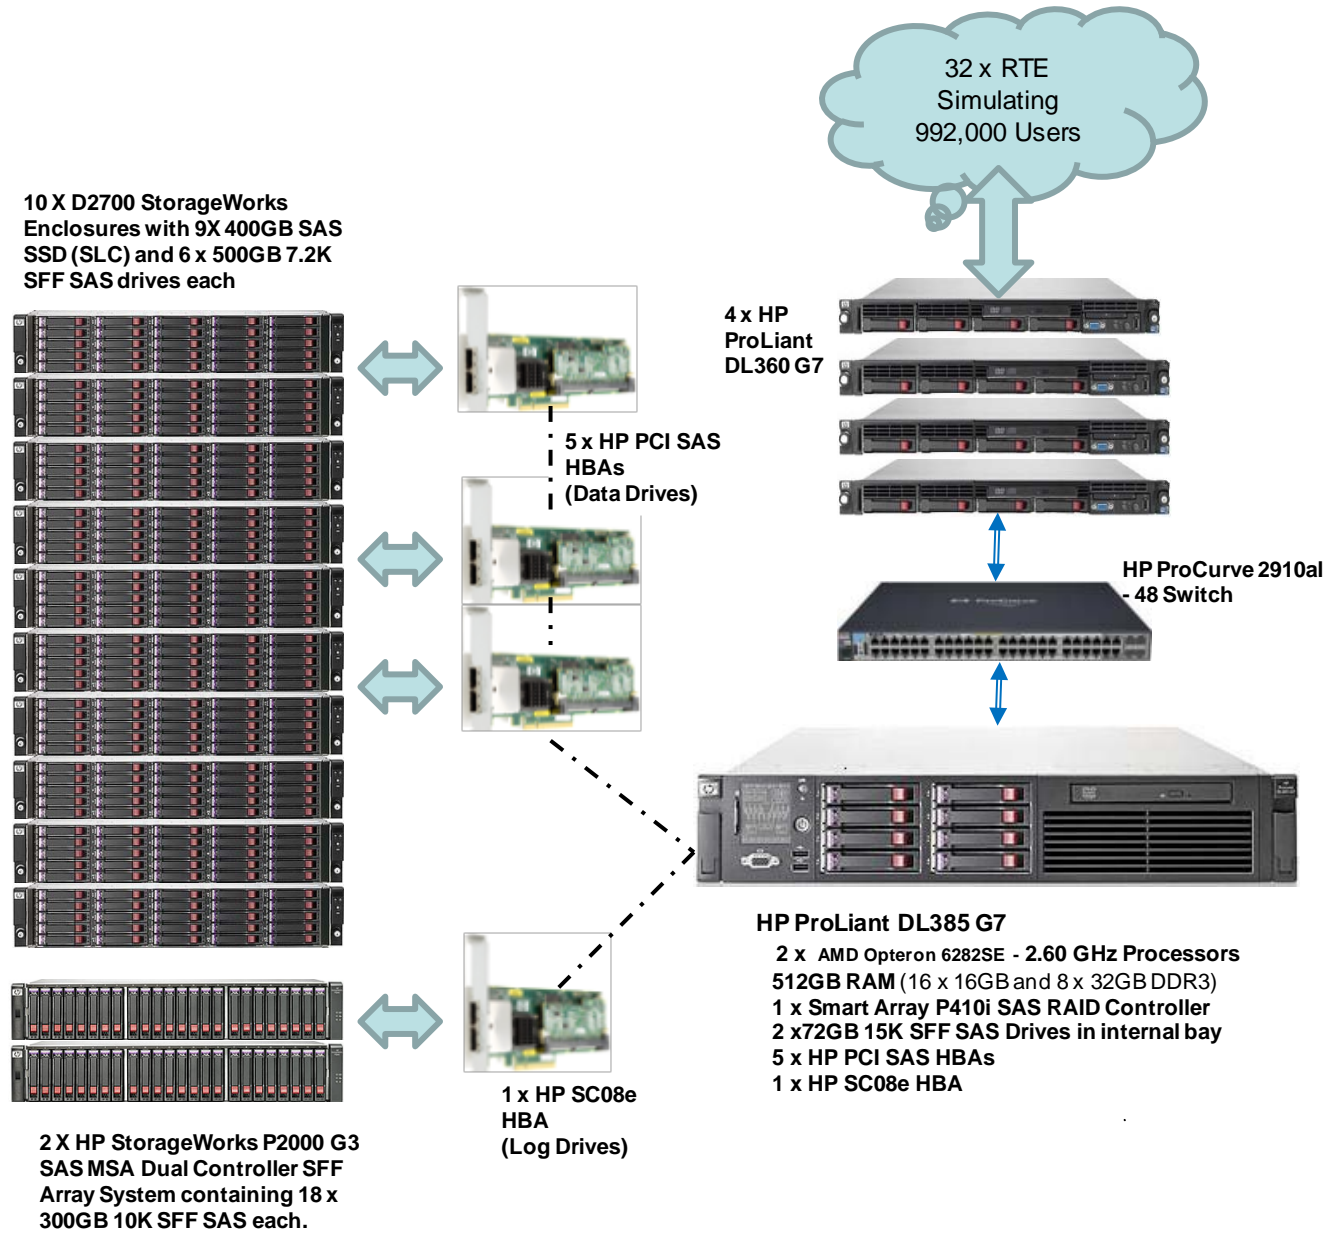 32 x RTE
Simulating
992,000 Users
10 X D2700 StorageWorks
Enclosures with 9X 400GB SAS
SSD (SLC) and 6 x 500GB 7.2K
SFF SAS drives each
4 x HP
ProLiant
DL360 G7
5 x HP PCI SAS
HBAs
(Data Drives)
HP ProCurve 2910al
- 48 Switch
HP ProLiant DL385 G7
2 x AMD Opteron 6282SE - 2.60 GHz Processors
512GB RAM (16 x 16GB and 8 x 32GB DDR3)
1 x Smart Array P410i SAS RAID Controller
2 x72GB 15K SFF SAS Drives in internal bay
5 x HP PCI SAS HBAs
1 x HP SC08e HBA
1 x HP SC08e
HBA
(Log Drives)
2 X HP StorageWorks P2000 G3
SAS MSA Dual Controller SFF
Array System containing 18 x
300GB 10K SFF SAS each.